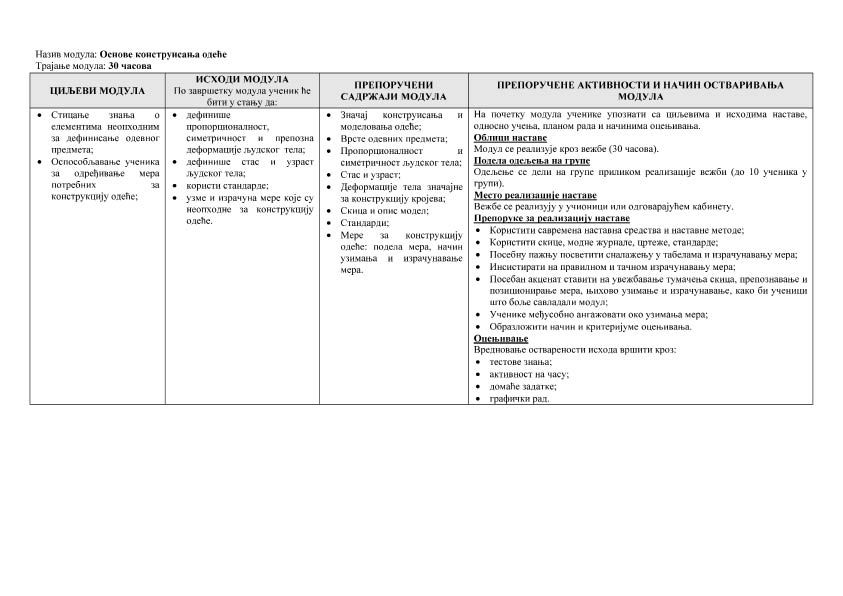 Назив модула: Основе конструисања одеће
Трајање модула: 30 часова
ЦИЉЕВИ МОДУЛА
ИСХОДИ МОДУЛА
По завршетку модула ученик ће
бити у стању да:
ПРЕПОРУЧЕНИ
САДРЖАЈИ МОДУЛА
ПРЕПОРУЧЕНЕ АКТИВНОСТИ И НАЧИН ОСТВАРИВАЊА
МОДУЛА
• Стицање знања о
елементима неопходним
за дефинисање одевног
предмета;
• Оспособљавање ученика
за одређивање мера
потребних за
конструкцију одеће;
• дефинише
пропорционалност,
симетричност и препозна
деформације људског тела;
• дефинише стас и узраст
људског тела;
• користи стандарде;
• узме и израчуна мере које су
неопходне за конструкцију
одеће.
• Значај конструисања и
моделовања одеће;
• Врсте одевних предмета;
• Пропорционалност и
симетричност људског тела;
• Стас и узраст;
• Деформације тела значајне
за конструкцију кројева;
• Скица и опис модел;
• Стандарди;
• Мере за конструкцију
одеће: подела мера, начин
узимања и израчунавање
мера.
На почетку модула ученике упознати са циљевима и исходима наставе,
односно учења, планом рада и начинима оцењивања.
Облици наставе
Модул се реализује кроз вежбе (30 часова).
Подела одељења на групе
Одељење се дели на групе приликом реализације вежби (до 10 ученика у
групи).
Место реализације наставе
Вежбе се реализују у учионици или одговарајућем кабинету.
Препоруке за реализацију наставе
• Користити савремена наставна средства и наставне методе;
• Користити скице, модне журнале, цртеже, стандарде;
• Посебну пажњу посветити сналажењу у табелама и израчунавању мера;
• Инсистирати на правилном и тачном израчунавању мера;
• Посебан акценат ставити на увежбавање тумачења скица, препознавање и
позиционирање мера, њихово узимање и израчунавање, како би ученици
што боље савладали модул;
• Ученике међусобно ангажовати око узимања мера;
• Образложити начин и критеријуме оцењивања.
Оцењивање
Вредновање остварености исхода вршити кроз:
• тестове знања;
• активност на часу;
• домаће задатке;
• графички рад.